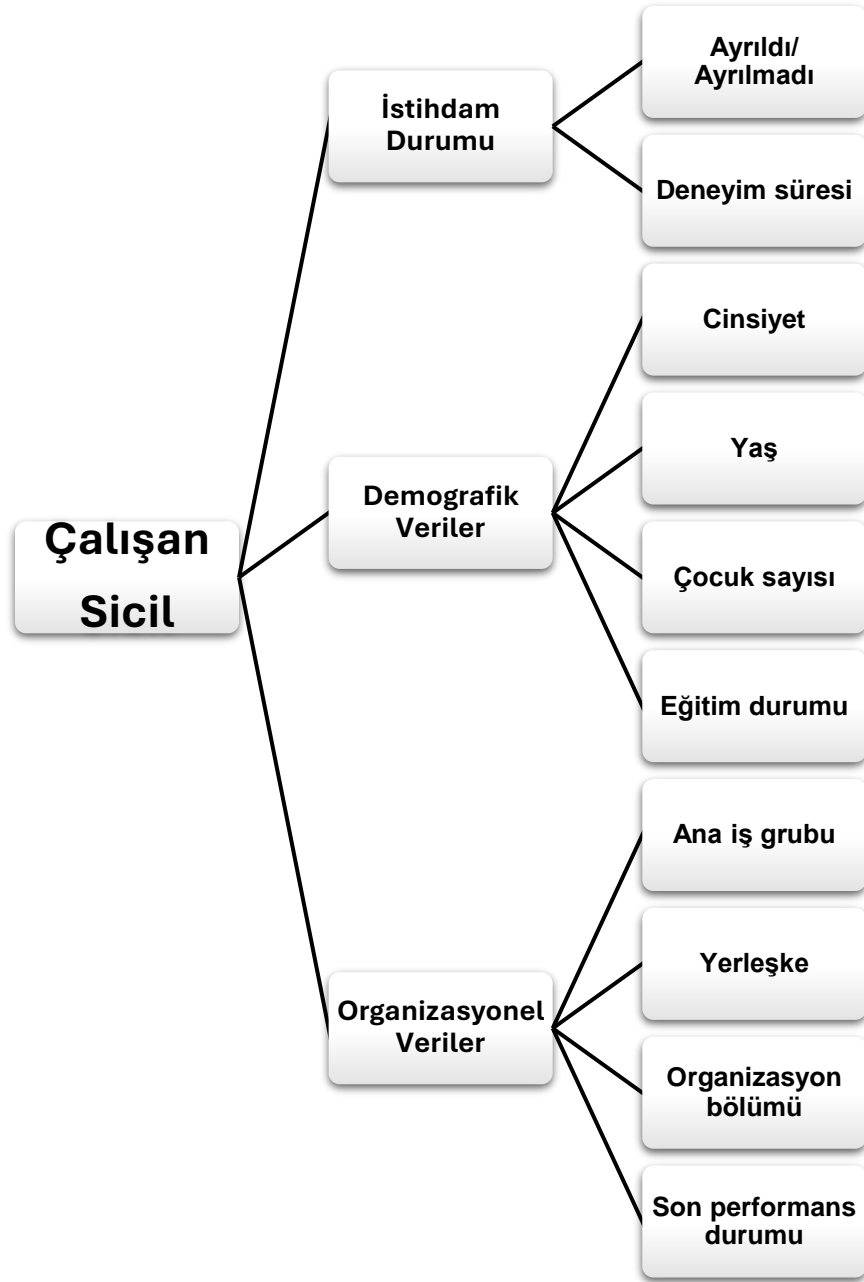 Ayrıldı/
Ayrılmadı
İstihdam
Durumu
Deneyim süresi
Cinsiyet
Yaş
Demografik
Veriler
Çalışan
Sicil
Çocuk sayısı
Eğitim durumu
Ana iş grubu
Yerleşke
Organizasyonel
Veriler
Organizasyon
bölümü
Son performans
durumu